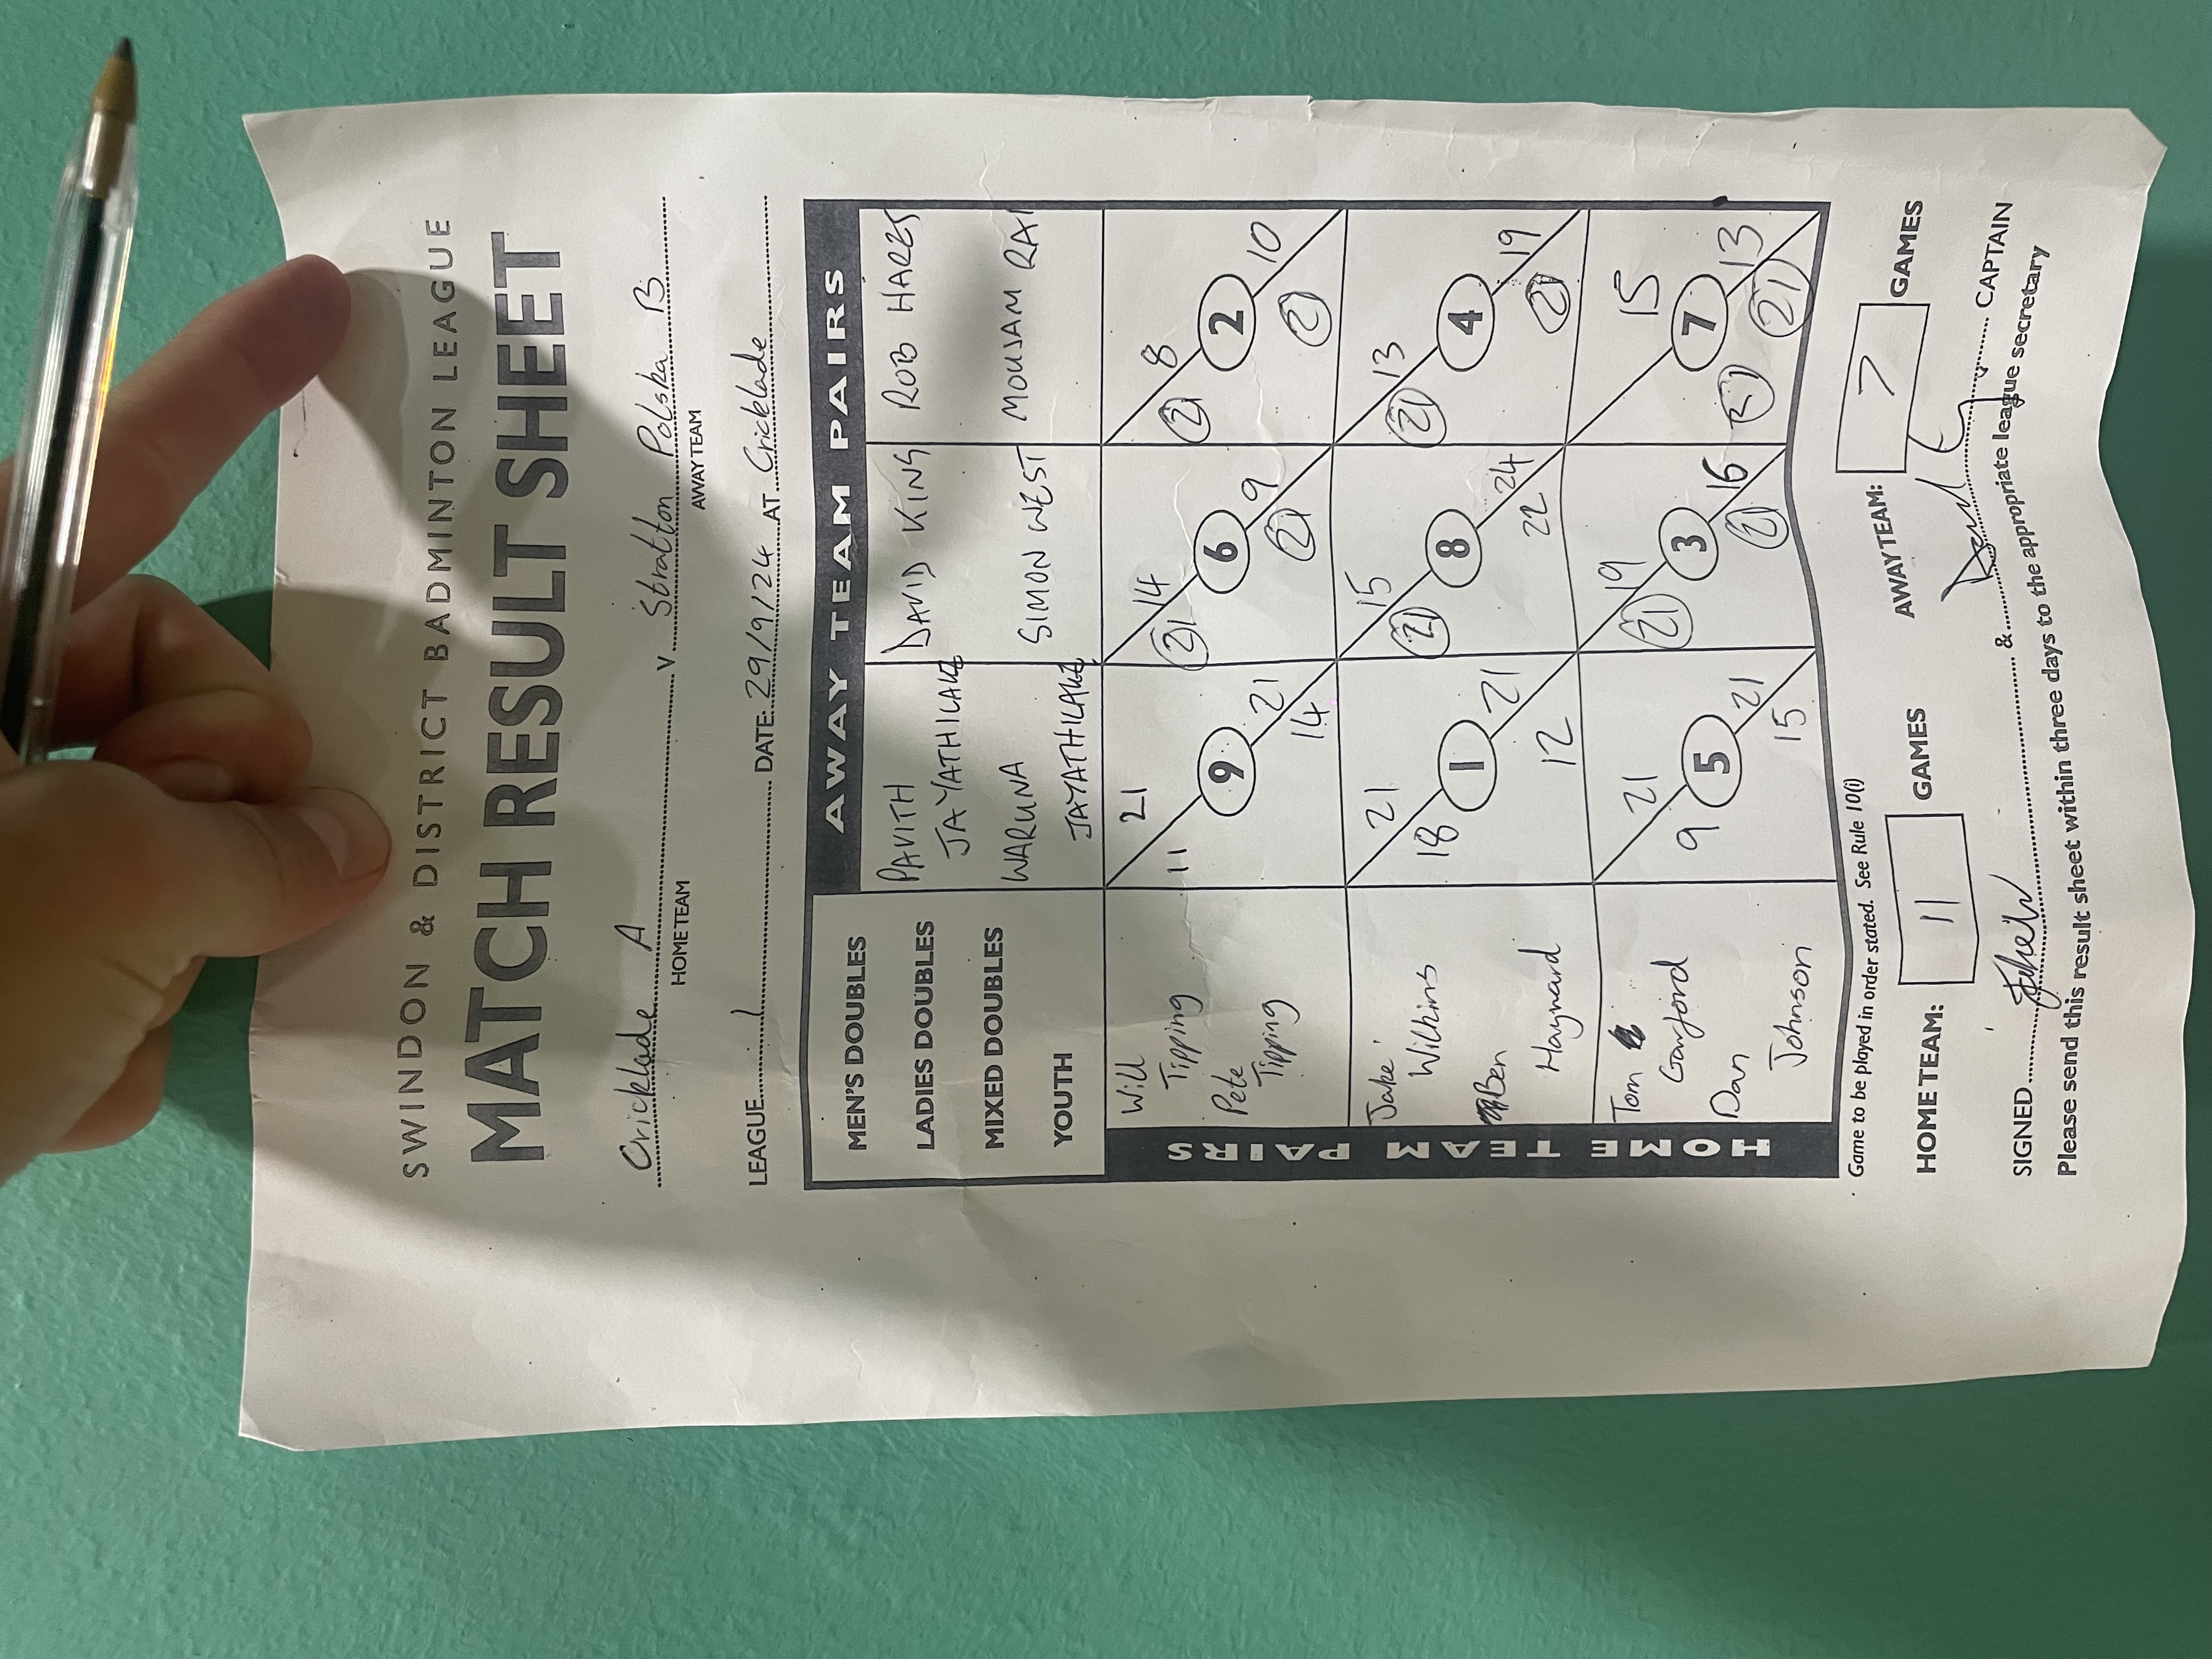 SWINDON & DISTRICT BADMINTON LEAGUE
MATCH RESULT SHEET
Cricklade A v Stratton Polska B
HOME TEAM AWAY TEAM
LEAGUE 1 DATE: 29/9/24 AT Cricklade
AWAY TEAM PAIRS
MEN'S DOUBLES
LADIES DOUBLES
MIXED DOUBLES
YOUTH
PAVITH
JAYATHILAKE
WARUNA
JAYATHILAKE
DAVID KING
SIMON WEST
ROB HARRIS
MOUSAM RAI
HOME TEAM PAIRS
Will
Tipping
Pete
Tipping
21
11
9
21
14
14
21
6
9
21
8
21
2
10
21
Jake
Wilkins
Ben
Haynard
21
18
1
21
12
15
21
8
24
22
13
21
4
19
21
Tom
Garford
Dan
Johnson
21
9
5
21
15
19
21
3
16
21
15
21
7
13
21
Game to be played in order stated. See Rule 10(i)
HOME TEAM: 11 GAMES AWAY TEAM: 7 GAMES
SIGNED & CAPTAIN
Please send this result sheet within three days to the appropriate league secretary